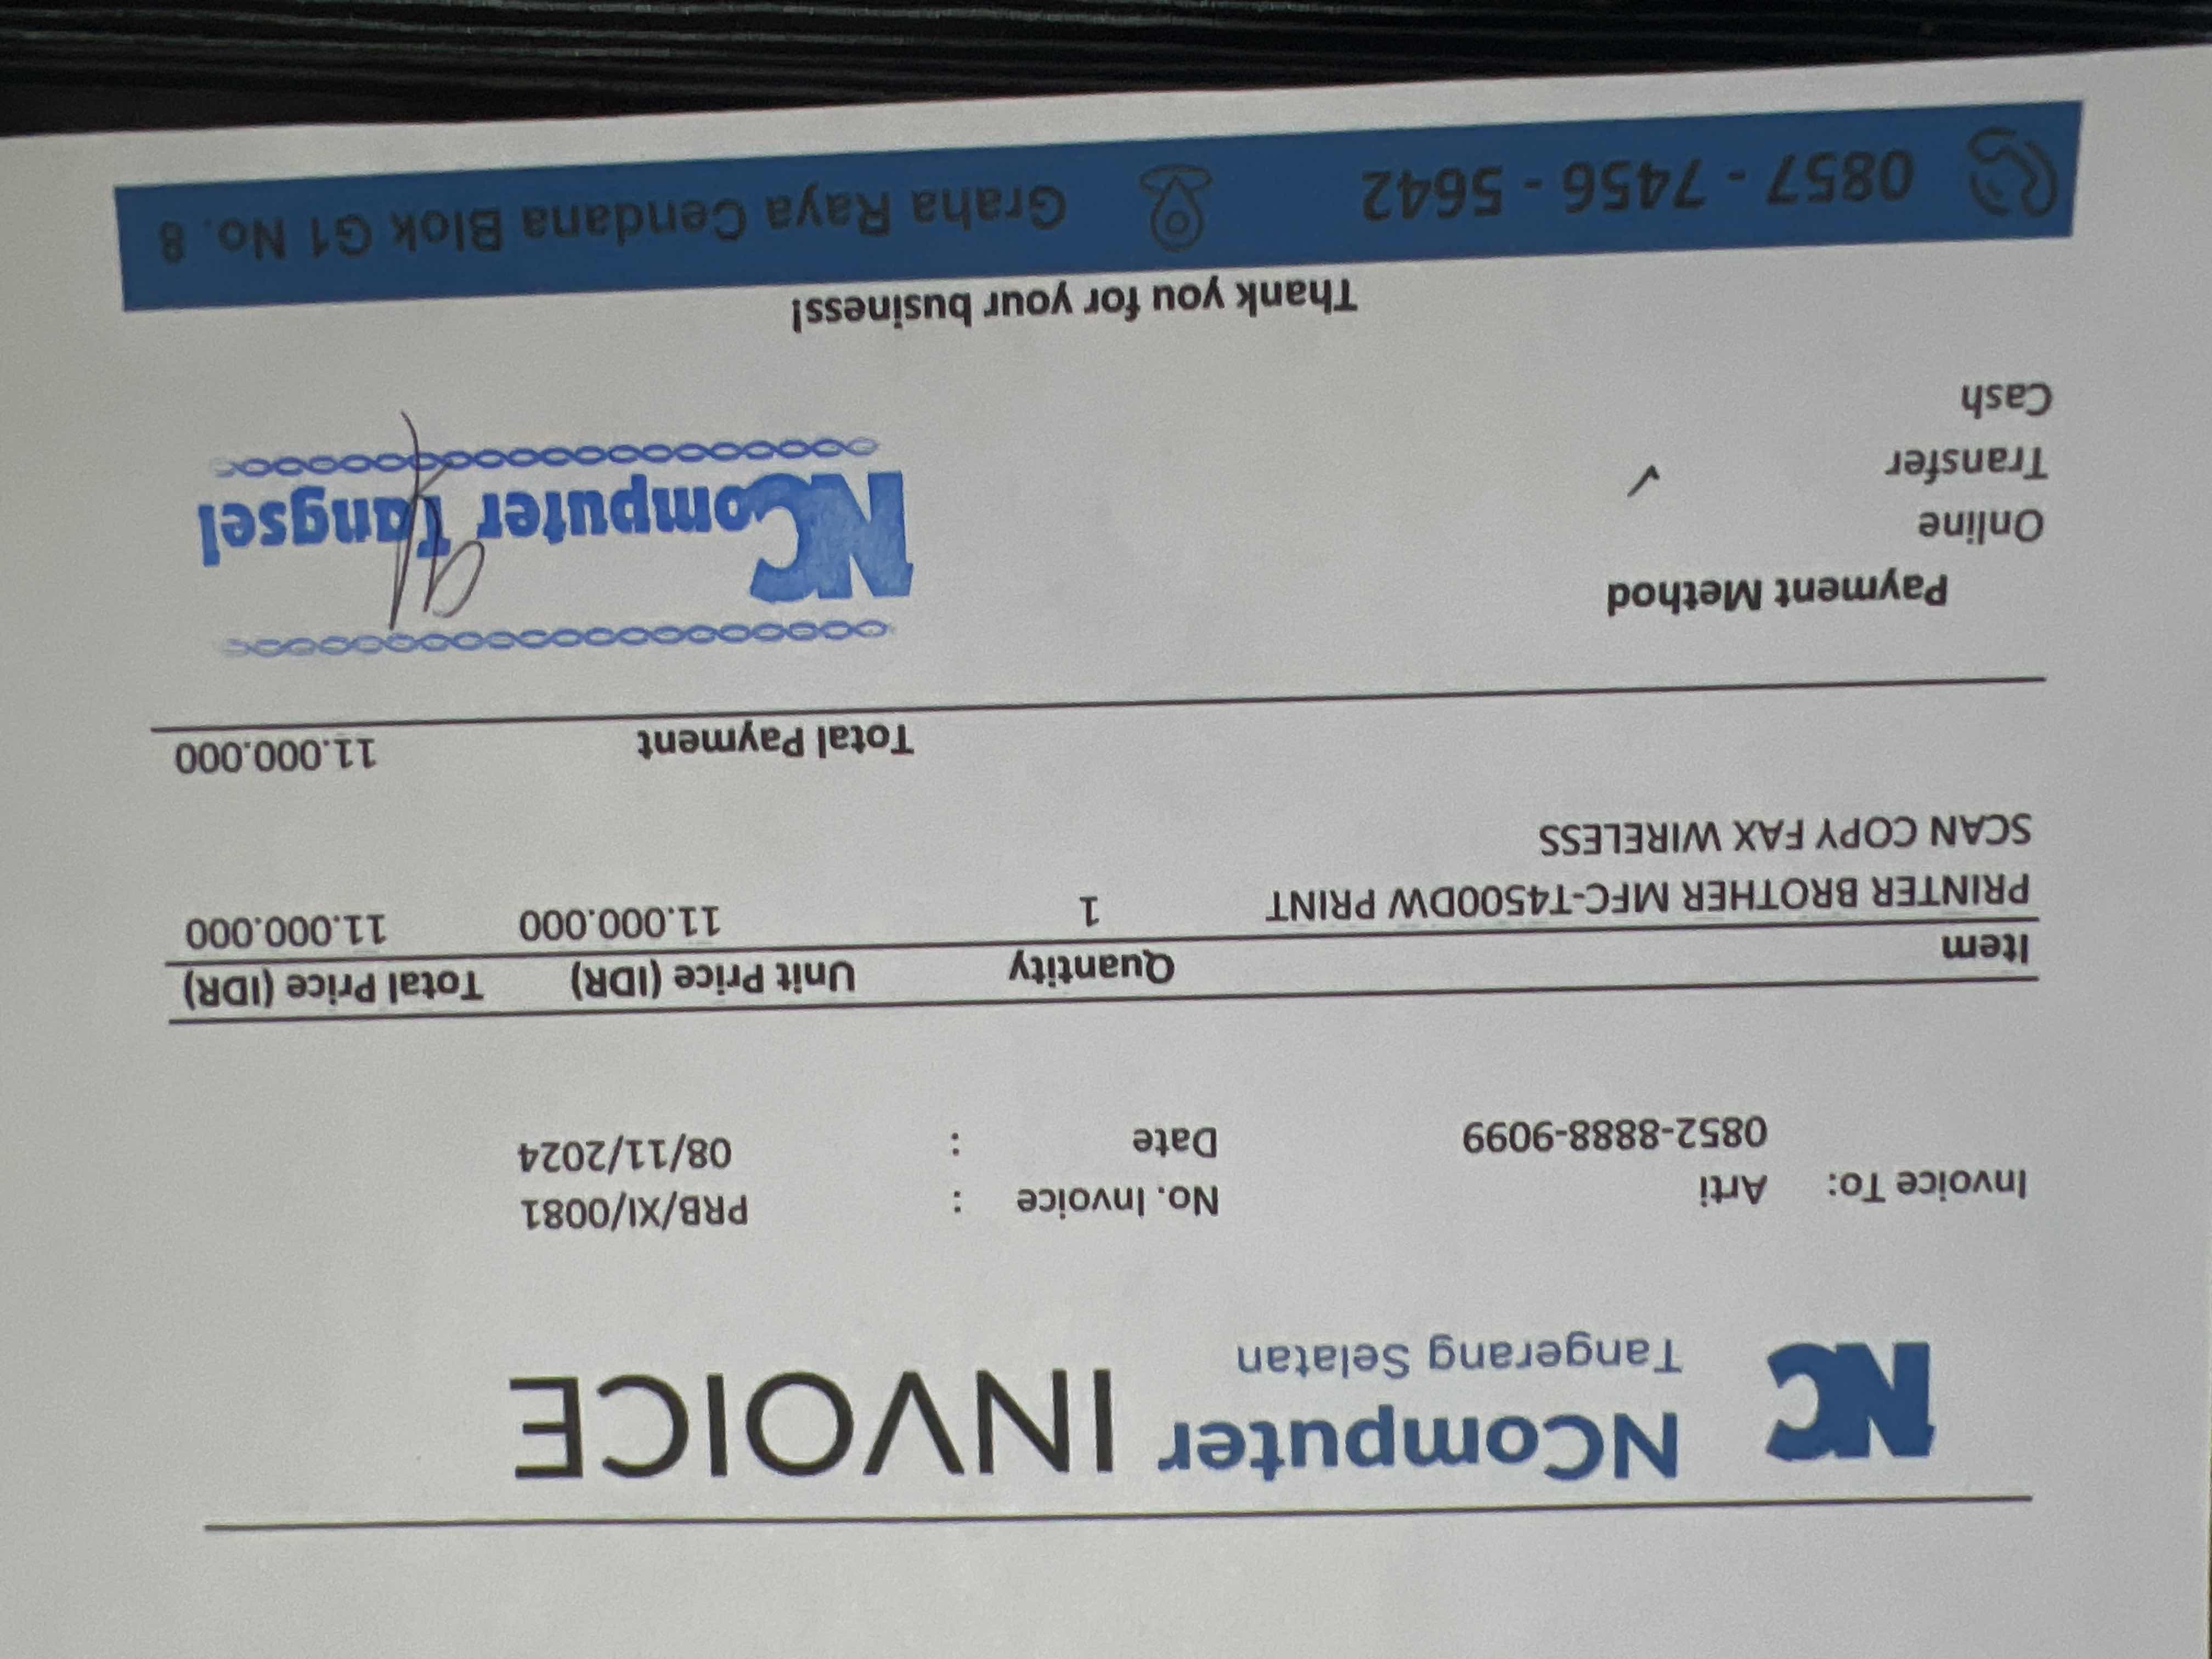 NC NComputer INVOICE
Tangerang Selatan
Invoice To: Arti No. Invoice : PRB/XI/0081
0852-8888-9099 Date : 08/11/2024
Item Quantity Unit Price (IDR) Total Price (IDR)
PRINTER BROTHER MFC-T4500DW PRINT 1 11.000.000 11.000.000
SCAN COPY FAX WIRELESS
Total Payment 11.000.000
Payment Method
Online
Transfer ✓
Cash
NComputer Tangsel
Thank you for your business!
0857 - 7456 - 5642 Graha Raya Cendana Blok G1 No. 8